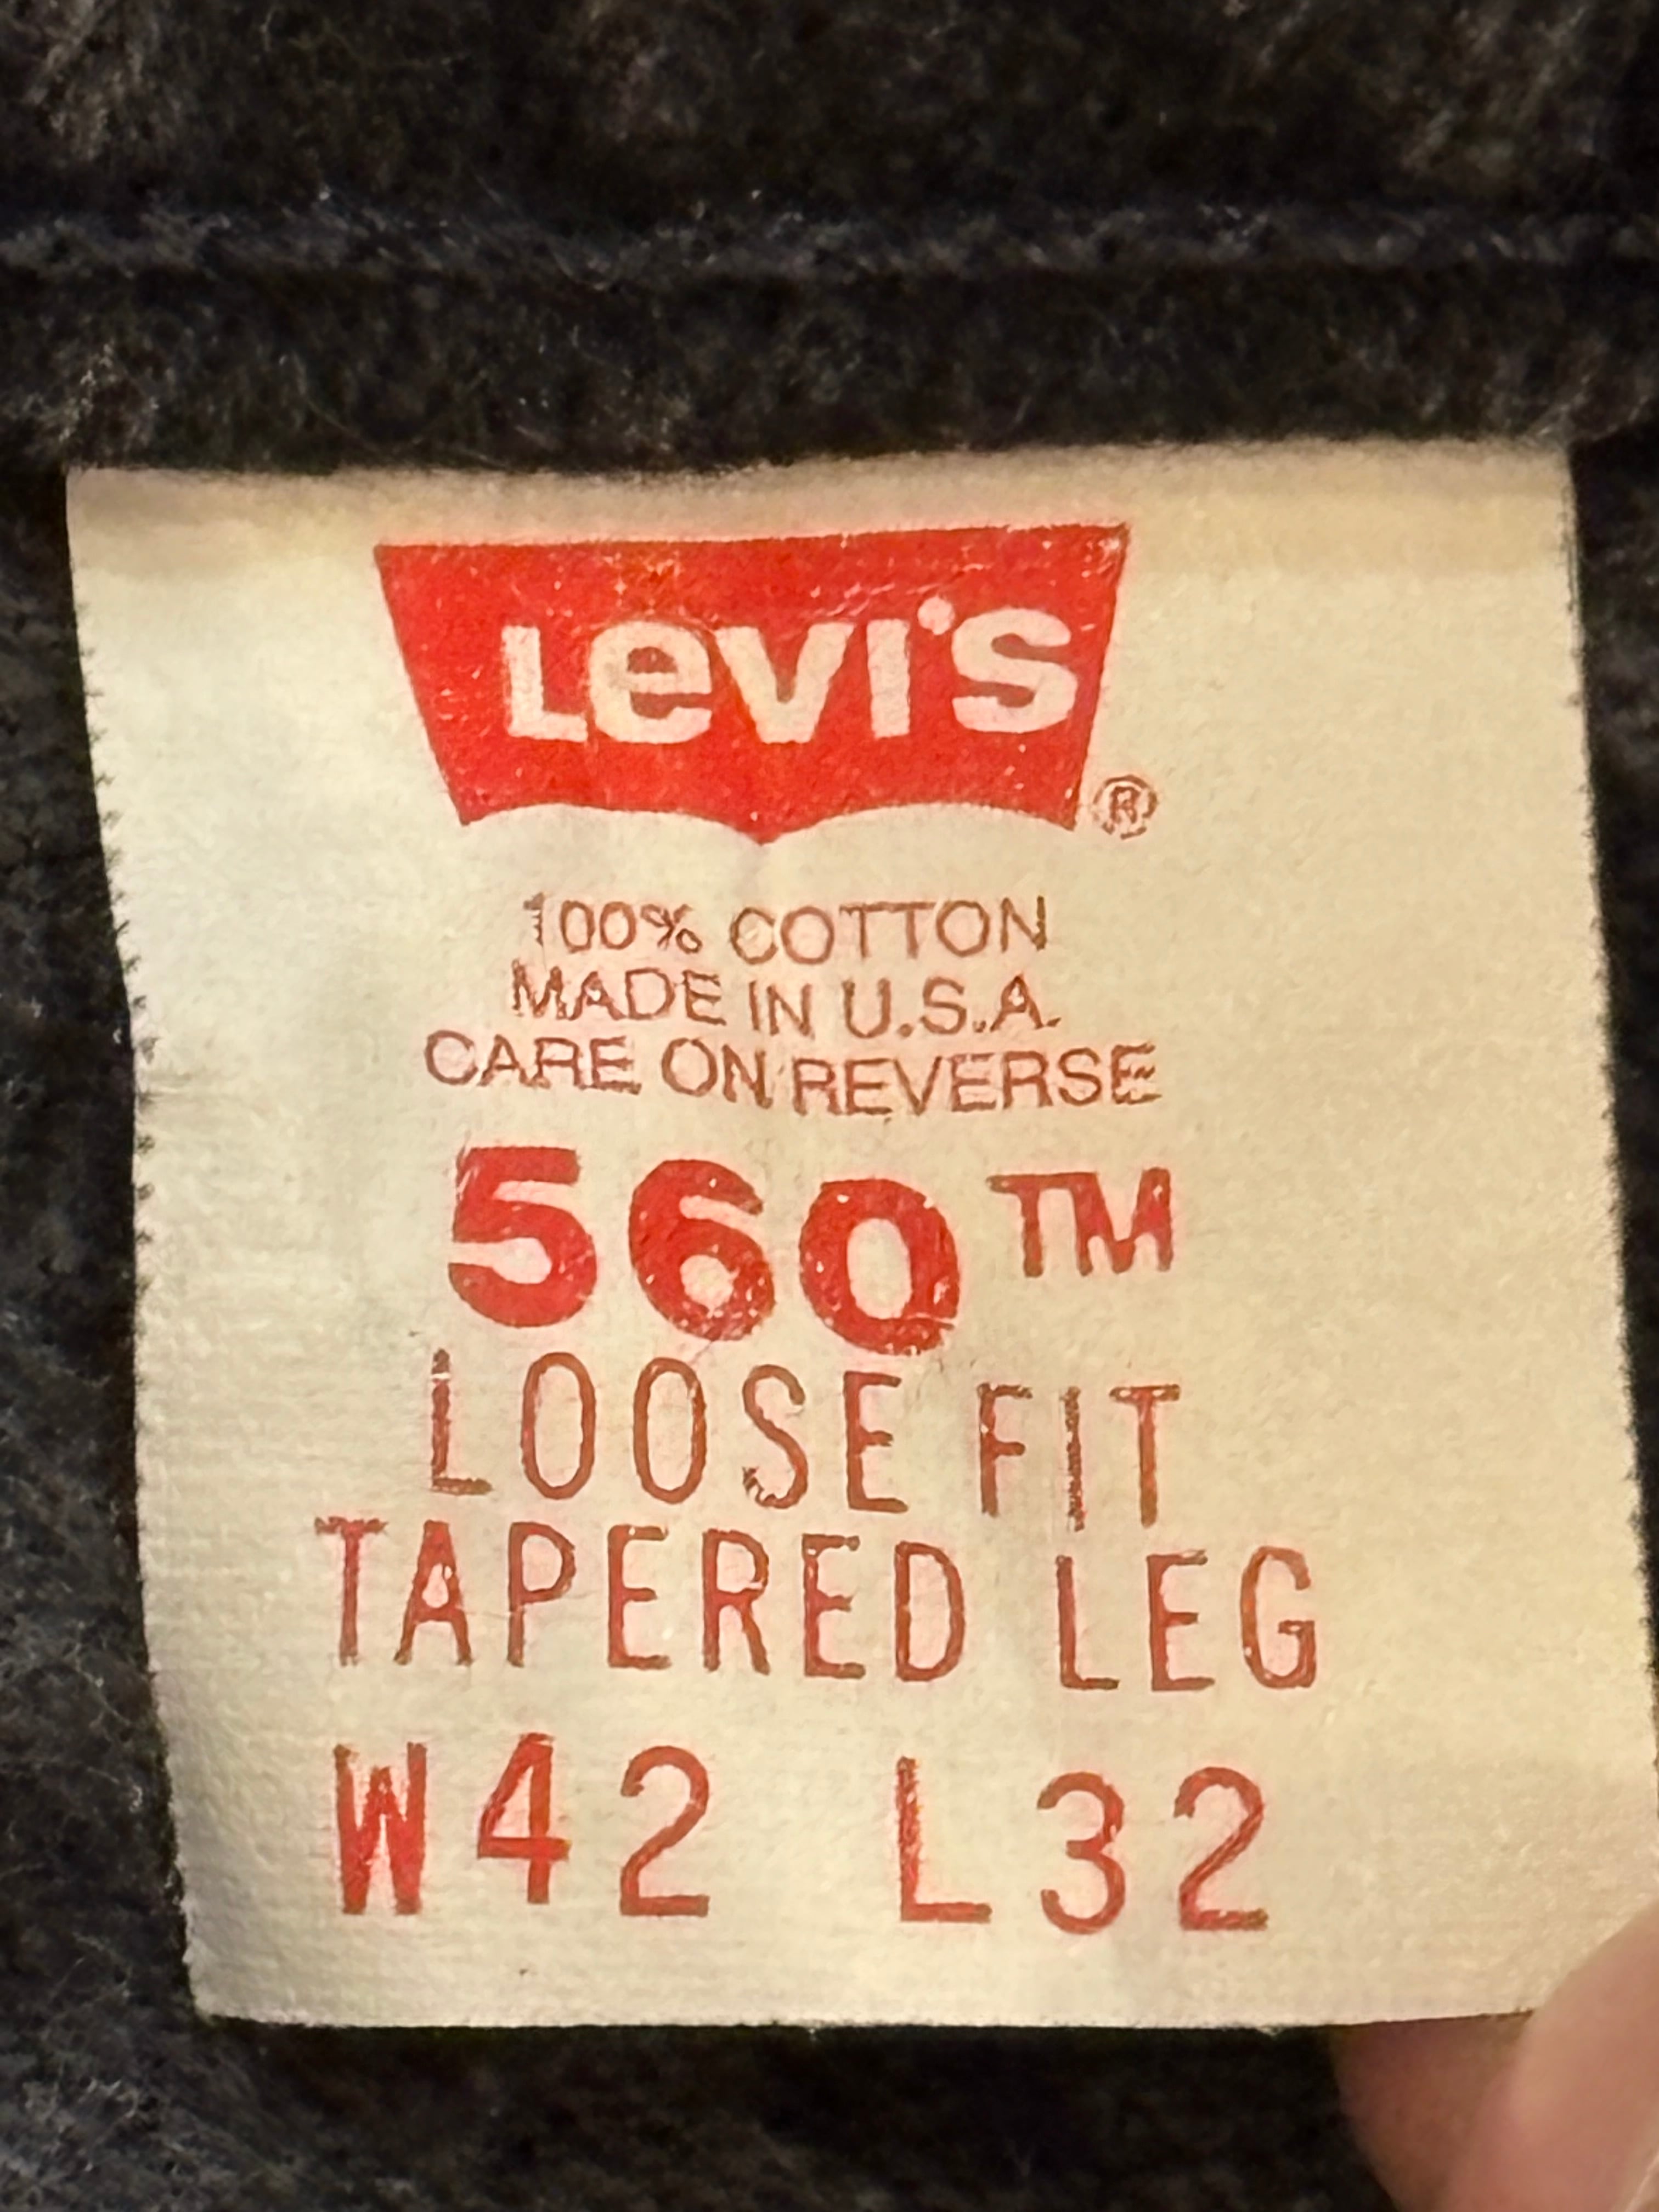 Levi's ®
100% COTTON
MADE IN U.S.A.
CARE ON REVERSE
560™
LOOSE FIT
TAPERED LEG
W42 L32